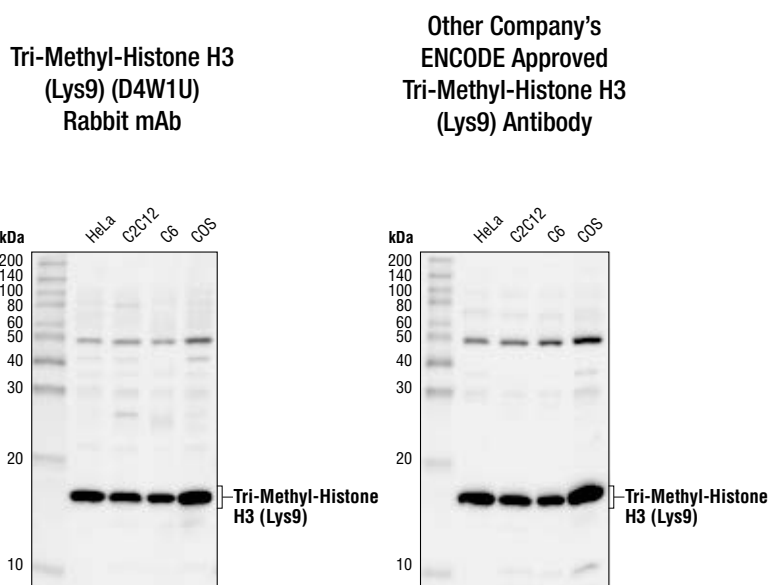 Tri-Methyl-Histone H3
(Lys9) (D4W1U)
Rabbit mAb
kDa
HeLa
C2C12
C6
COS
200
140
100
80
60
50
40
30
20
10
Tri-Methyl-Histone
H3 (Lys9)
Other Company's
ENCODE Approved
Tri-Methyl-Histone H3
(Lys9) Antibody
kDa
HeLa
C2C12
C6
COS
200
140
100
80
60
50
40
30
20
10
Tri-Methyl-Histone
H3 (Lys9)